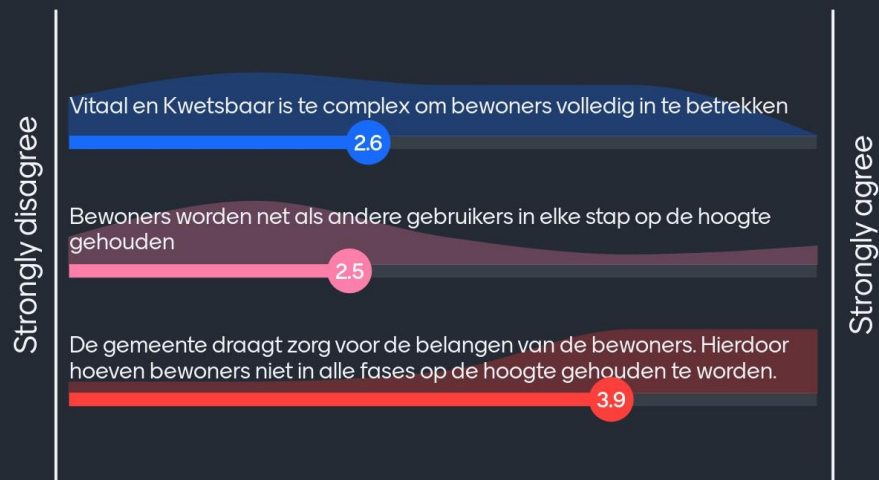 Strongly disagree
Vitaal en Kwetsbaar is te complex om bewoners volledig in te betrekken
2.6
Bewoners worden net als andere gebruikers in elke stap op de hoogte
gehouden
2.5
De gemeente draagt zorg voor de belangen van de bewoners. Hierdoor
hoeven bewoners niet in alle fases op de hoogte gehouden te worden.
3.9
Strongly agree